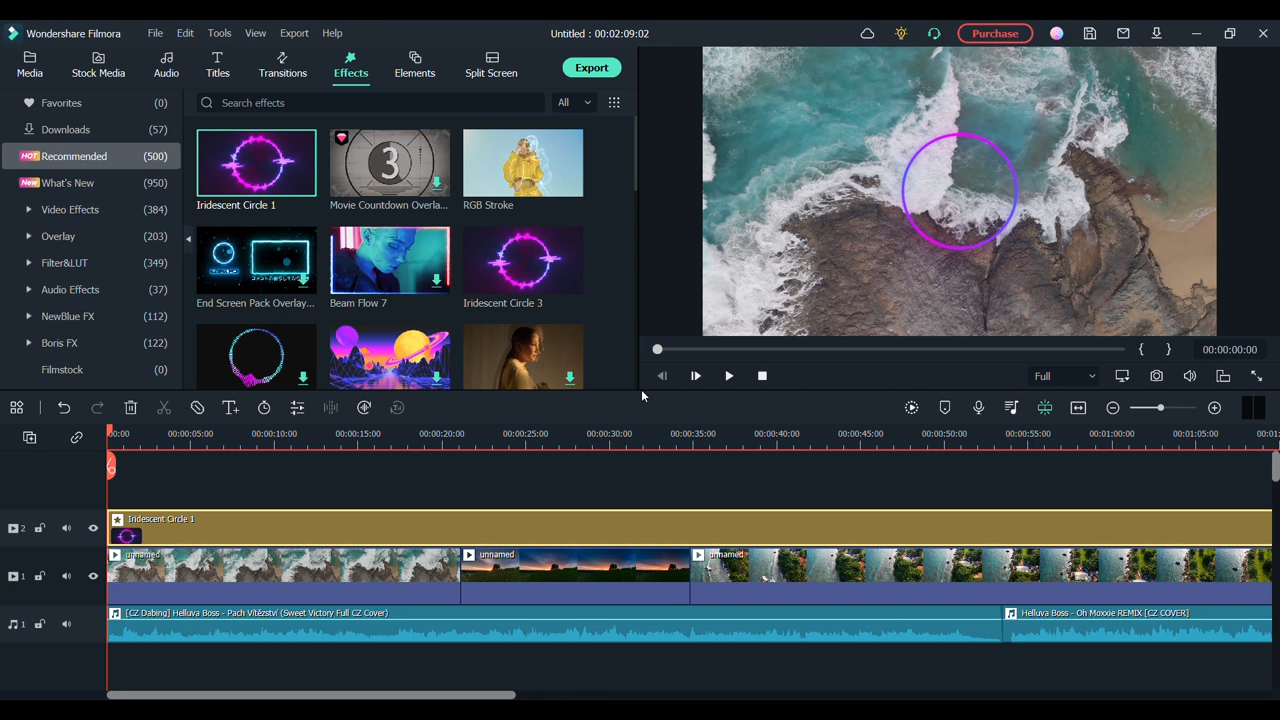 Wondershare Filmora
File Edit Tools View Export Help
Untitled : 00:02:09:02
Purchase
Media Stock Media Audio Titles Transitions Effects Elements Split Screen
Export
Favorites (0)
Downloads (57)
HOT Recommended (500)
New What's New (950)
Video Effects (384)
Overlay (203)
Filter&LUT (349)
Audio Effects (37)
NewBlue FX (112)
Boris FX (122)
Filmstock (0)
Search effects
All
3
Iridescent Circle 1
Movie Countdown Overla...
RGB Stroke
End Screen Pack Overlay...
Beam Flow 7
Iridescent Circle 3
{ } 00:00:00:00
Full
:00:00 00:00:05:00 00:00:10:00 00:00:15:00 00:00:20:00 00:00:25:00 00:00:30:00 00:00:35:00 00:00:40:00 00:00:45:00 00:00:50:00 00:00:55:00 00:01:00:00 00:01:05:00 00:01:
2
Iridescent Circle 1
1
unnamed
unnamed
unnamed
1
[CZ Dabing] Helluva Boss - Pach Vítězství (Sweet Victory Full CZ Cover)
Helluva Boss - Oh Moxxie REMIX [CZ COVER]